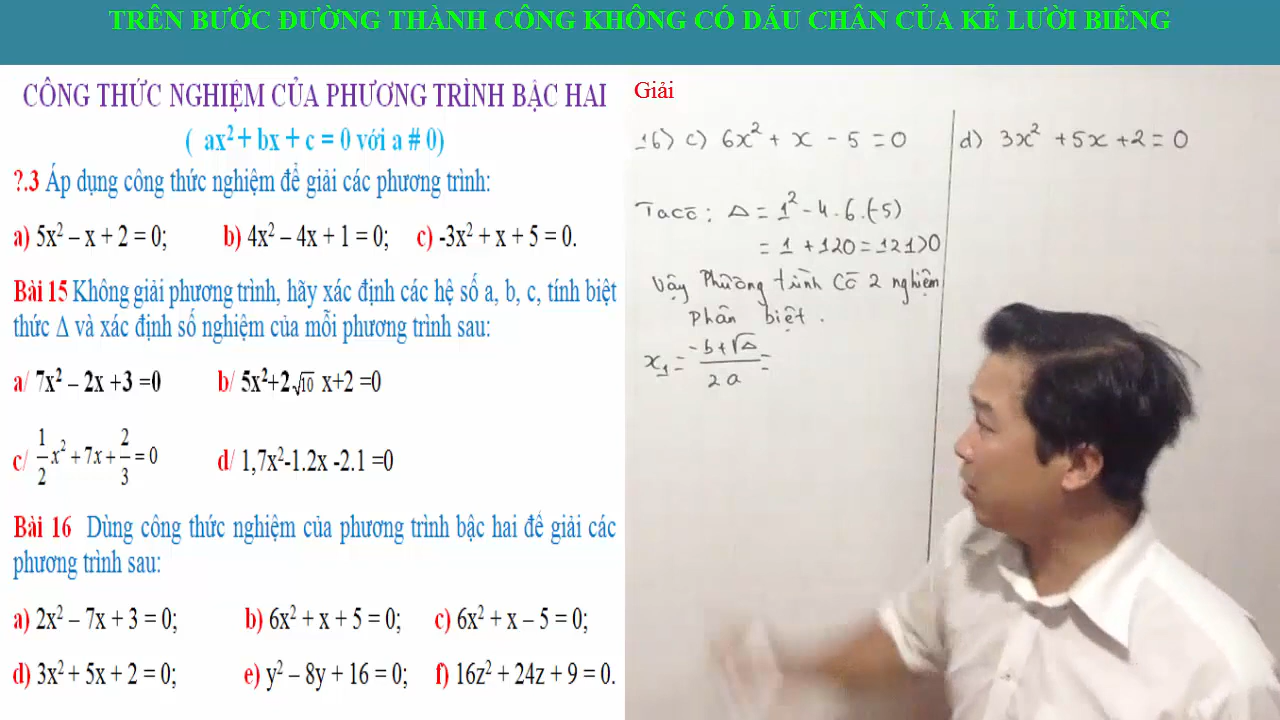 TRÊN BƯỚC ĐƯỜNG THÀNH CÔNG KHÔNG CÓ DẤU CHÂN CỦA KẺ LƯỜI BIẾNG
CÔNG THỨC NGHIỆM CỦA PHƯƠNG TRÌNH BẬC HAI
( ax² + bx + c = 0 với a # 0)
?.3 Áp dụng công thức nghiệm để giải các phương trình:
a) 5x² – x + 2 = 0; b) 4x² – 4x + 1 = 0; c) -3x² + x + 5 = 0.
Bài 15 Không giải phương trình, hãy xác định các hệ số a, b, c, tính biệt
thức Δ và xác định số nghiệm của mỗi phương trình sau:
a/ 7x² – 2x +3 =0 b/ 5x²+2√10 x+2 =0
c/ 1/2 x² + 7x + 2/3 = 0 d/ 1,7x²-1.2x -2.1 =0
Bài 16 Dùng công thức nghiệm của phương trình bậc hai để giải các
phương trình sau:
a) 2x² – 7x + 3 = 0; b) 6x² + x + 5 = 0; c) 6x² + x – 5 = 0;
d) 3x² + 5x + 2 = 0; e) y² – 8y + 16 = 0; f) 16z² + 24z + 9 = 0.
Giải
16) c) 6x² + x - 5 = 0
Ta có: Δ = 1² - 4.6.(-5)
= 1 + 120 = 121 > 0
Vậy Phường trình Có 2 nghiệm
Phân biệt.
x₁ = (-b+√Δ)/2a =
d) 3x² + 5x + 2 = 0